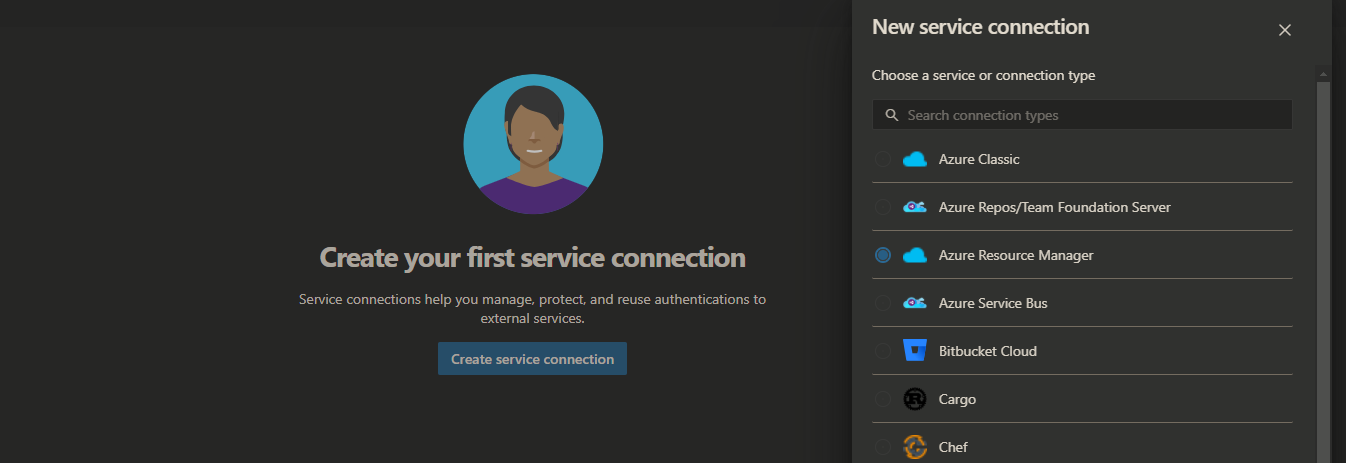 Create your first service connection
Service connections help you manage, protect, and reuse authentications to
external services.
Create service connection
New service connection
Choose a service or connection type
Search connection types
Azure Classic
Azure Repos/Team Foundation Server
Azure Resource Manager
Azure Service Bus
Bitbucket Cloud
Cargo
Chef